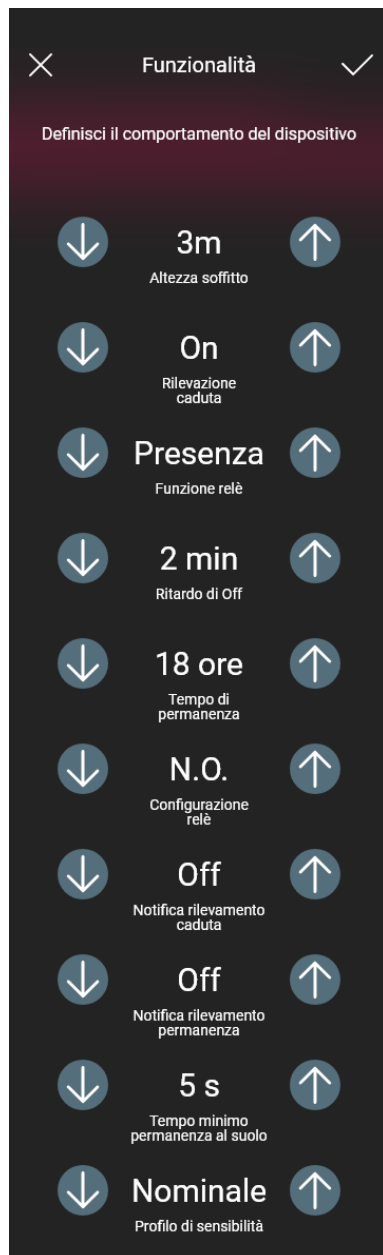 Funzionalità
Definisci il comportamento del dispositivo
3m
Altezza soffitto
On
Rilevazione
caduta
Presenza
Funzione relè
2 min
Ritardo di Off
18 ore
Tempo di
permanenza
N.O.
Configurazione
relè
Off
Notifica rilevamento
caduta
Off
Notifica rilevamento
permanenza
5 s
Tempo minimo
permanenza al suolo
Nominale
Profilo di sensibilità